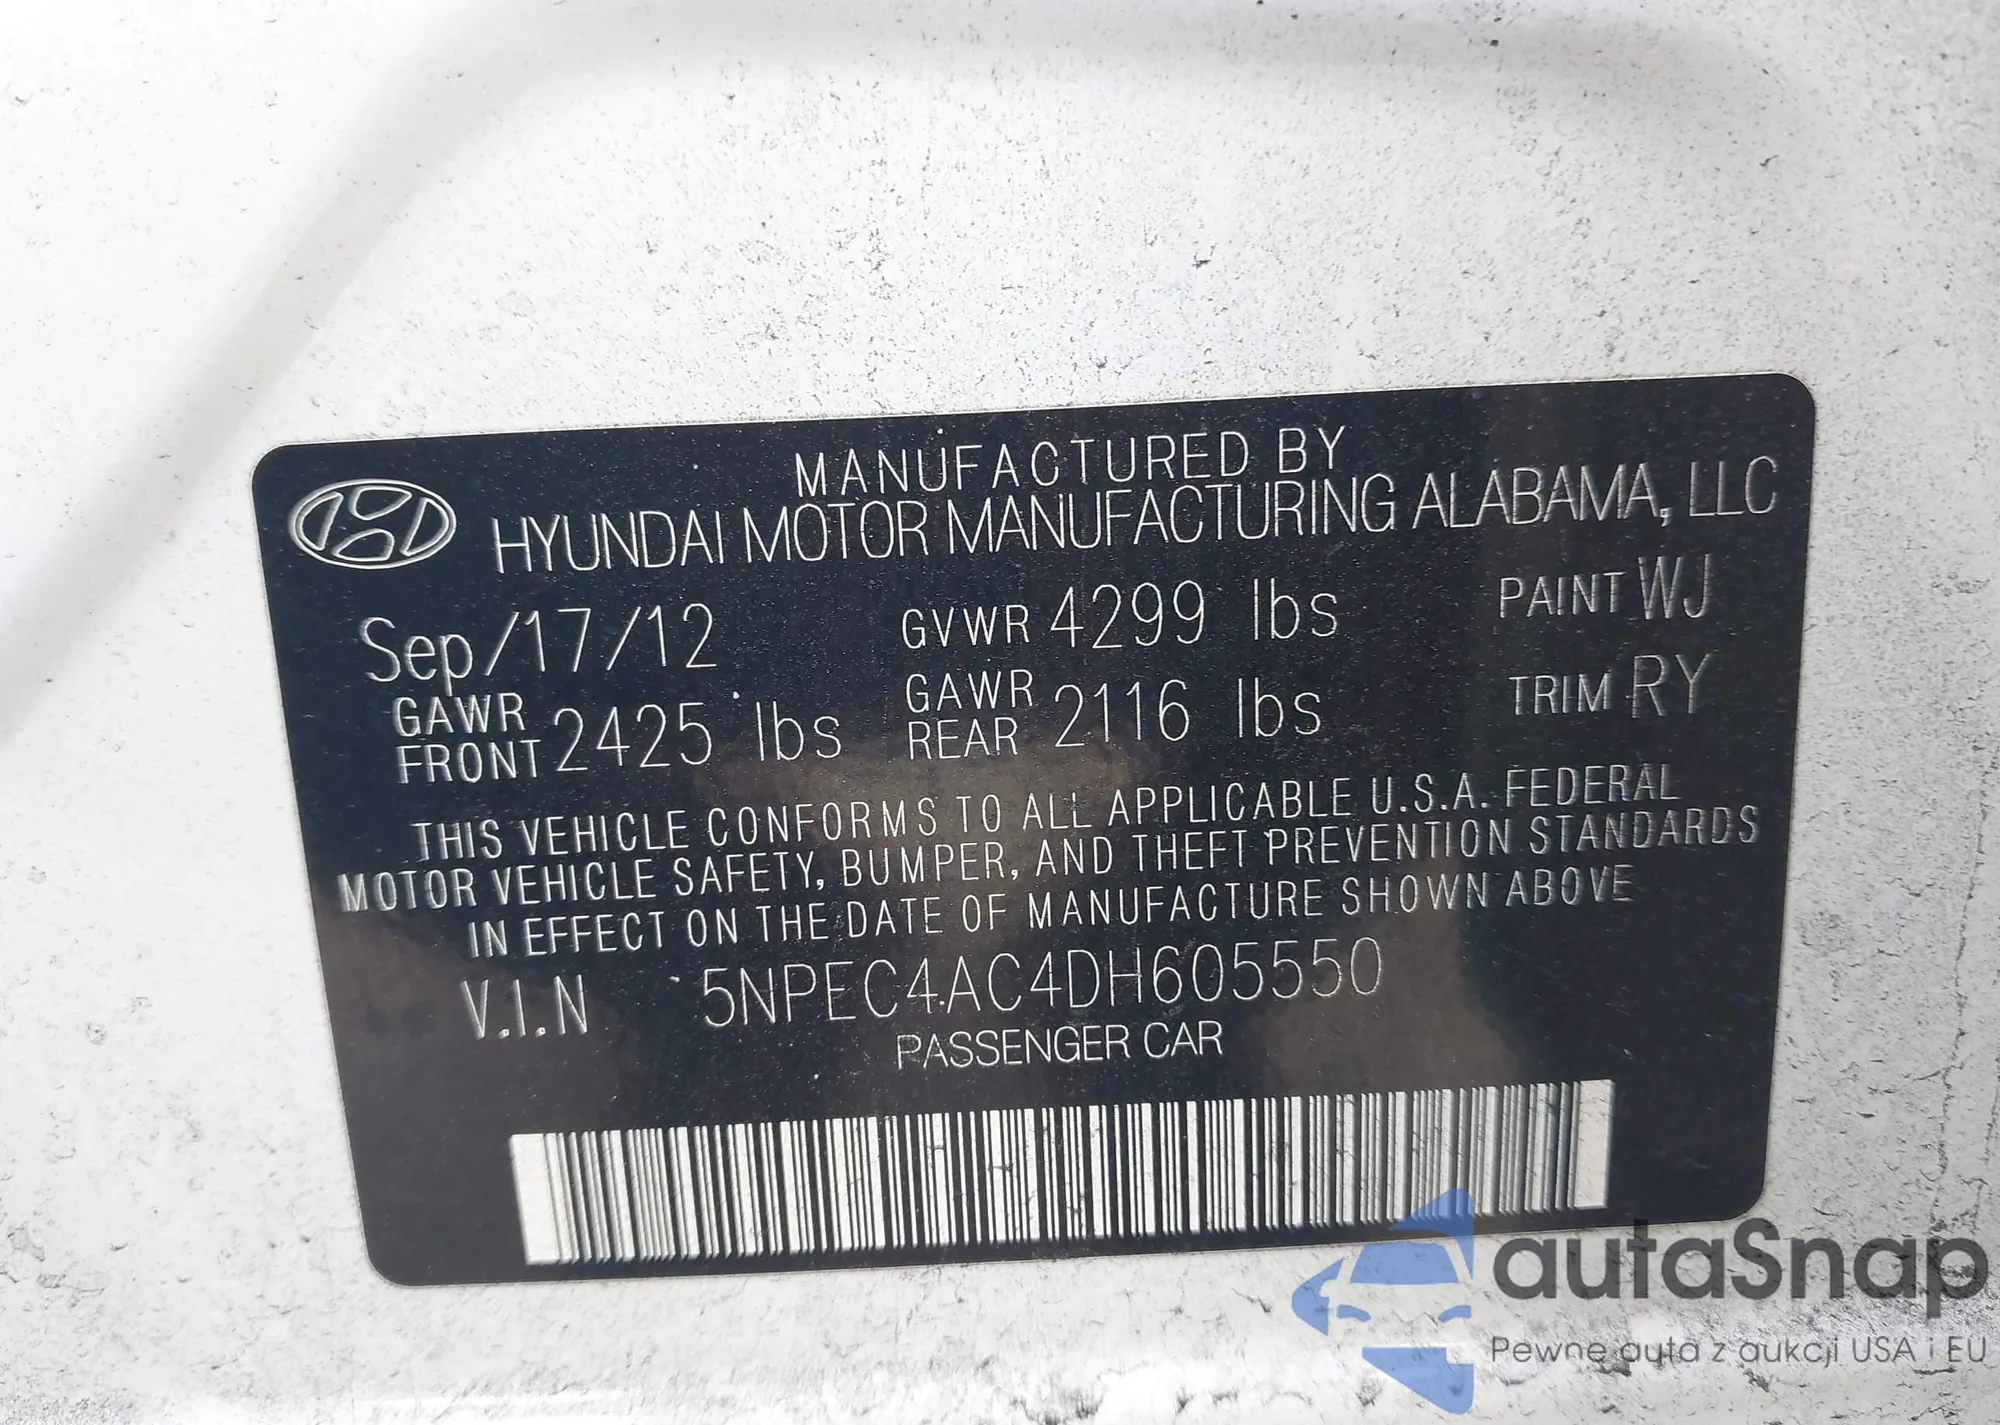 MANUFACTURED BY
HYUNDAI MOTOR MANUFACTURING ALABAMA, LLC
Sep/17/12 GVWR 4299 lbs PAINT WJ
GAWR FRONT 2425 lbs GAWR REAR 2116 lbs TRIM RY
THIS VEHICLE CONFORMS TO ALL APPLICABLE U.S.A. FEDERAL
MOTOR VEHICLE SAFETY, BUMPER, AND THEFT PREVENTION STANDARDS
IN EFFECT ON THE DATE OF MANUFACTURE SHOWN ABOVE
V.I.N 5NPEC4AC4DH605550
PASSENGER CAR
autaSnap
Pewne auta z aukcji USA i EU